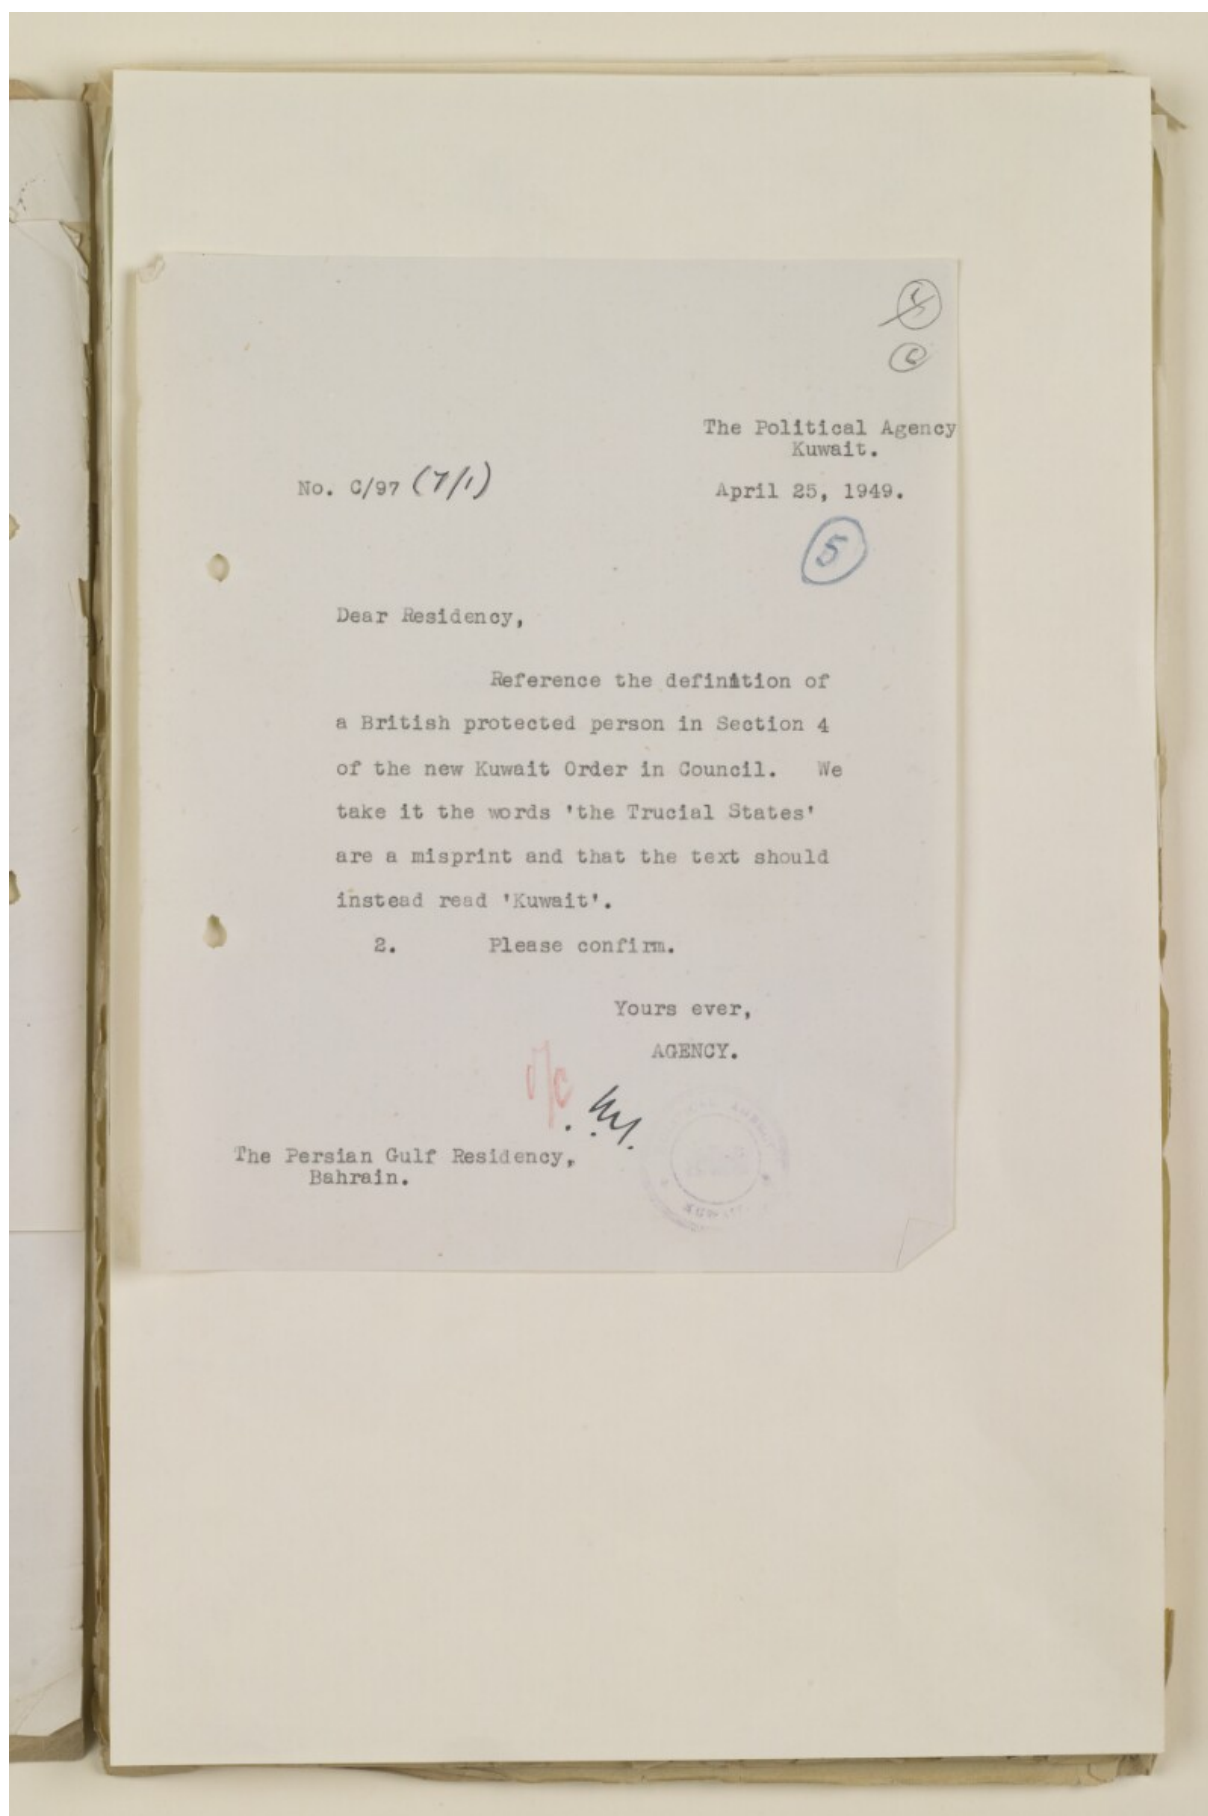 6
The Political Agency
Kuwait.
No. C/97 (7/1)
April 25, 1949.
5
Dear Residency,
Reference the definition of
a British protected person in Section 4
of the new Kuwait Order in Council. We
take it the words 'the Trucial States'
are a misprint and that the text should
instead read 'Kuwait'.
2. Please confirm.
Yours ever,
AGENCY.
The Persian Gulf Residency,
Bahrain.